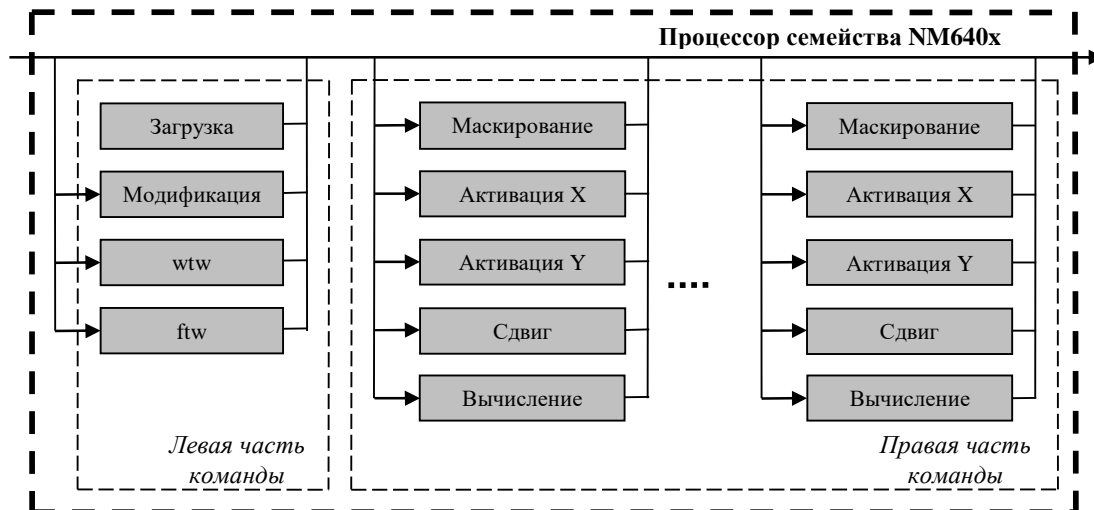 Процессор семейства NM640x
Загрузка
Модификация
wtw
ftw
Левая часть
команды
Маскирование
Активация X
Активация Y
Сдвиг
Вычисление
....
Маскирование
Активация X
Активация Y
Сдвиг
Вычисление
Правая часть
команды